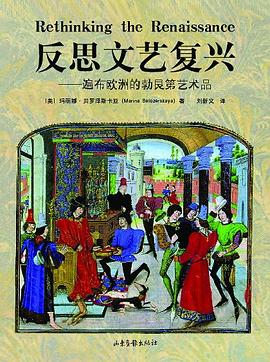 Rethinking the Renaissance
反思文艺复兴
——遍布欧洲的勃艮第艺术品
[美] 玛丽娜·贝罗泽斯卡亚 (Marina Belozerskaya) 著 刘新义 译
山东画报出版社